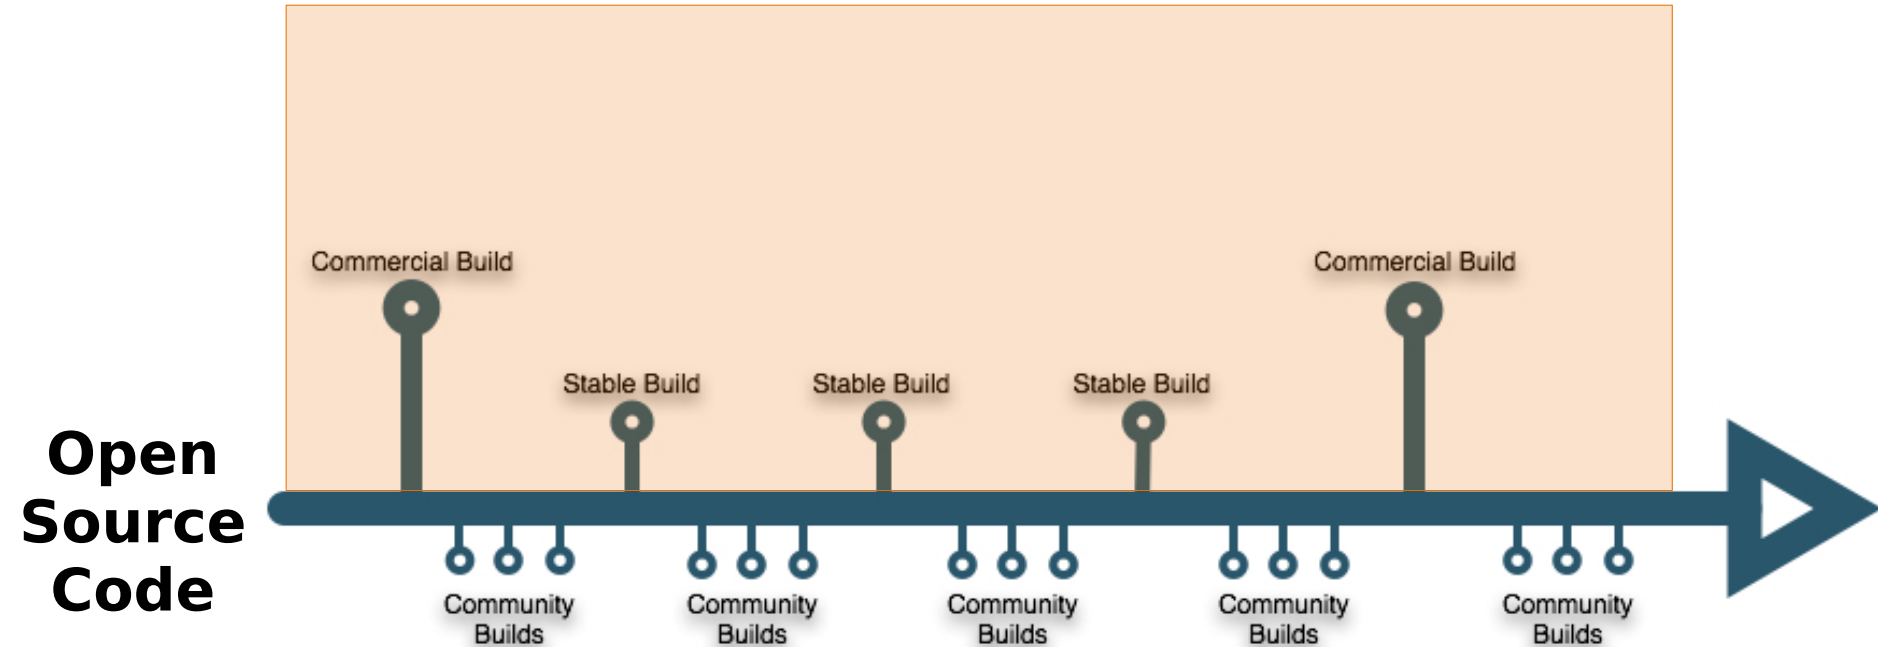 Commercial Build
Commercial Build
Stable Build
Stable Build
Stable Build
Open
Source
Code
Community
Builds
Community
Builds
Community
Builds
Community
Builds
Community
Builds